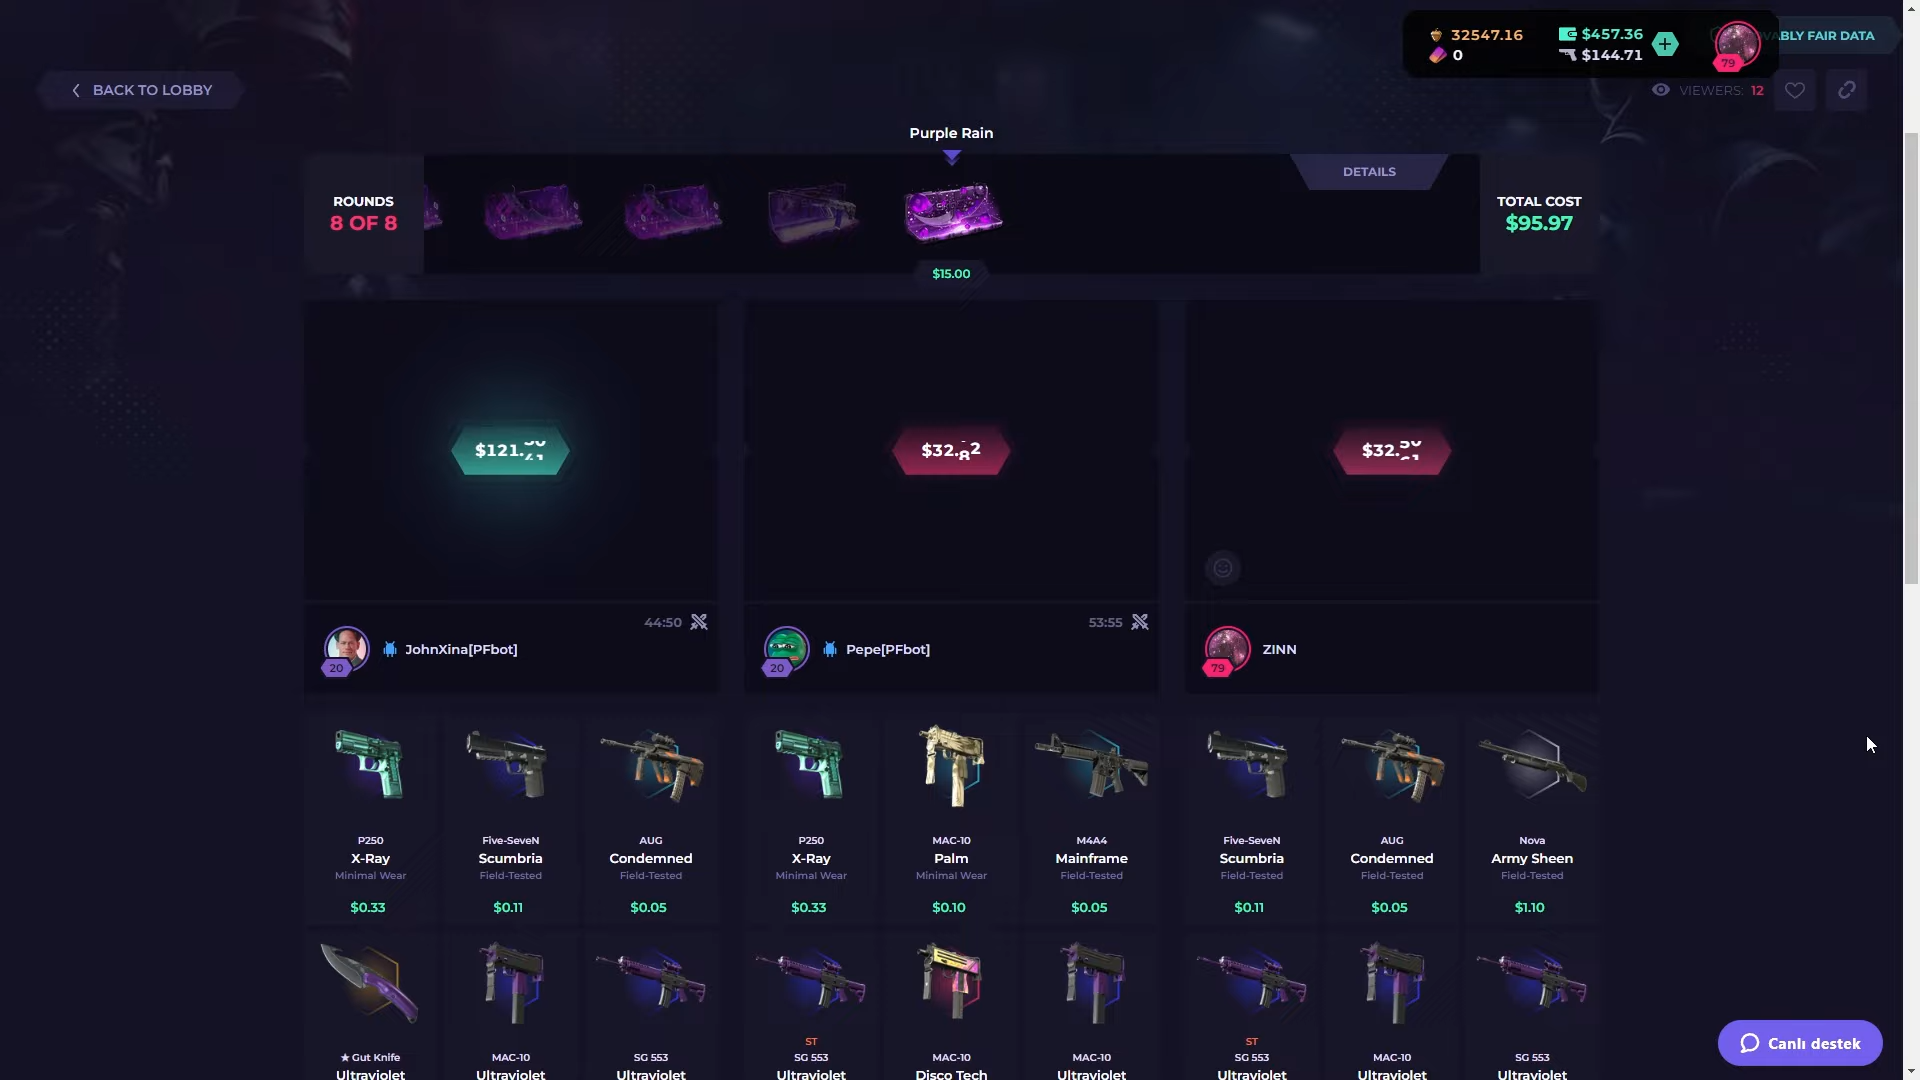 32547.16
$457.36
0
$144.71
79
ABLY FAIR DATA
BACK TO LOBBY
VIEWERS: 12
Purple Rain
DETAILS
ROUNDS
8 OF 8
TOTAL COST
$95.97
$15.00
$121.
$32.
$32.
44:50
JohnXina[PFbot]
20
53:55
Pepe[PFbot]
20
ZINN
79
P250
X-Ray
Minimal Wear
$0.33
Five-SeveN
Scumbria
Field-Tested
$0.11
AUG
Condemned
Field-Tested
$0.05
P250
X-Ray
Minimal Wear
$0.33
MAC-10
Palm
Minimal Wear
$0.10
M4A4
Mainframe
Field-Tested
$0.05
Five-SeveN
Scumbria
Field-Tested
$0.11
AUG
Condemned
Field-Tested
$0.05
Nova
Army Sheen
Field-Tested
$1.10
★ Gut Knife
Ultraviolet
MAC-10
Ultraviolet
SG 553
Ultraviolet
ST
SG 553
Ultraviolet
MAC-10
Disco Tech
MAC-10
Ultraviolet
ST
SG 553
Ultraviolet
MAC-10
Ultraviolet
SG 553
Ultraviolet
Canlı destek